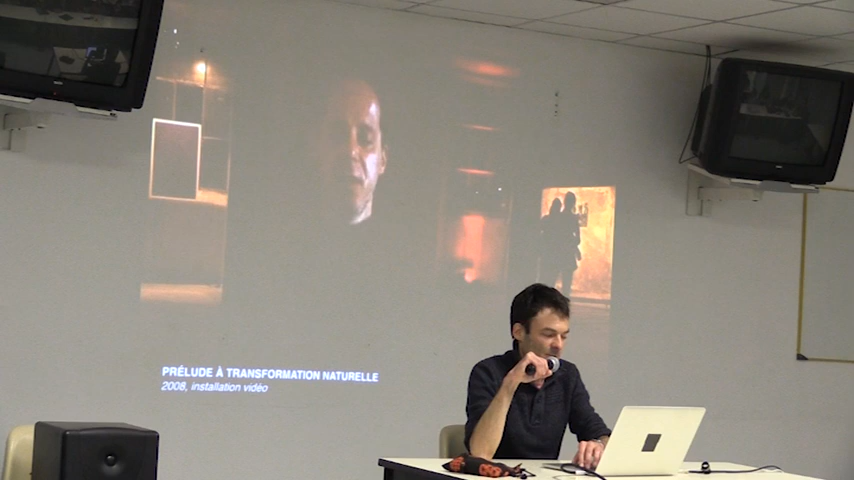 PRÉLUDE À TRANSFORMATION NATURELLE
2008, installation vidéo